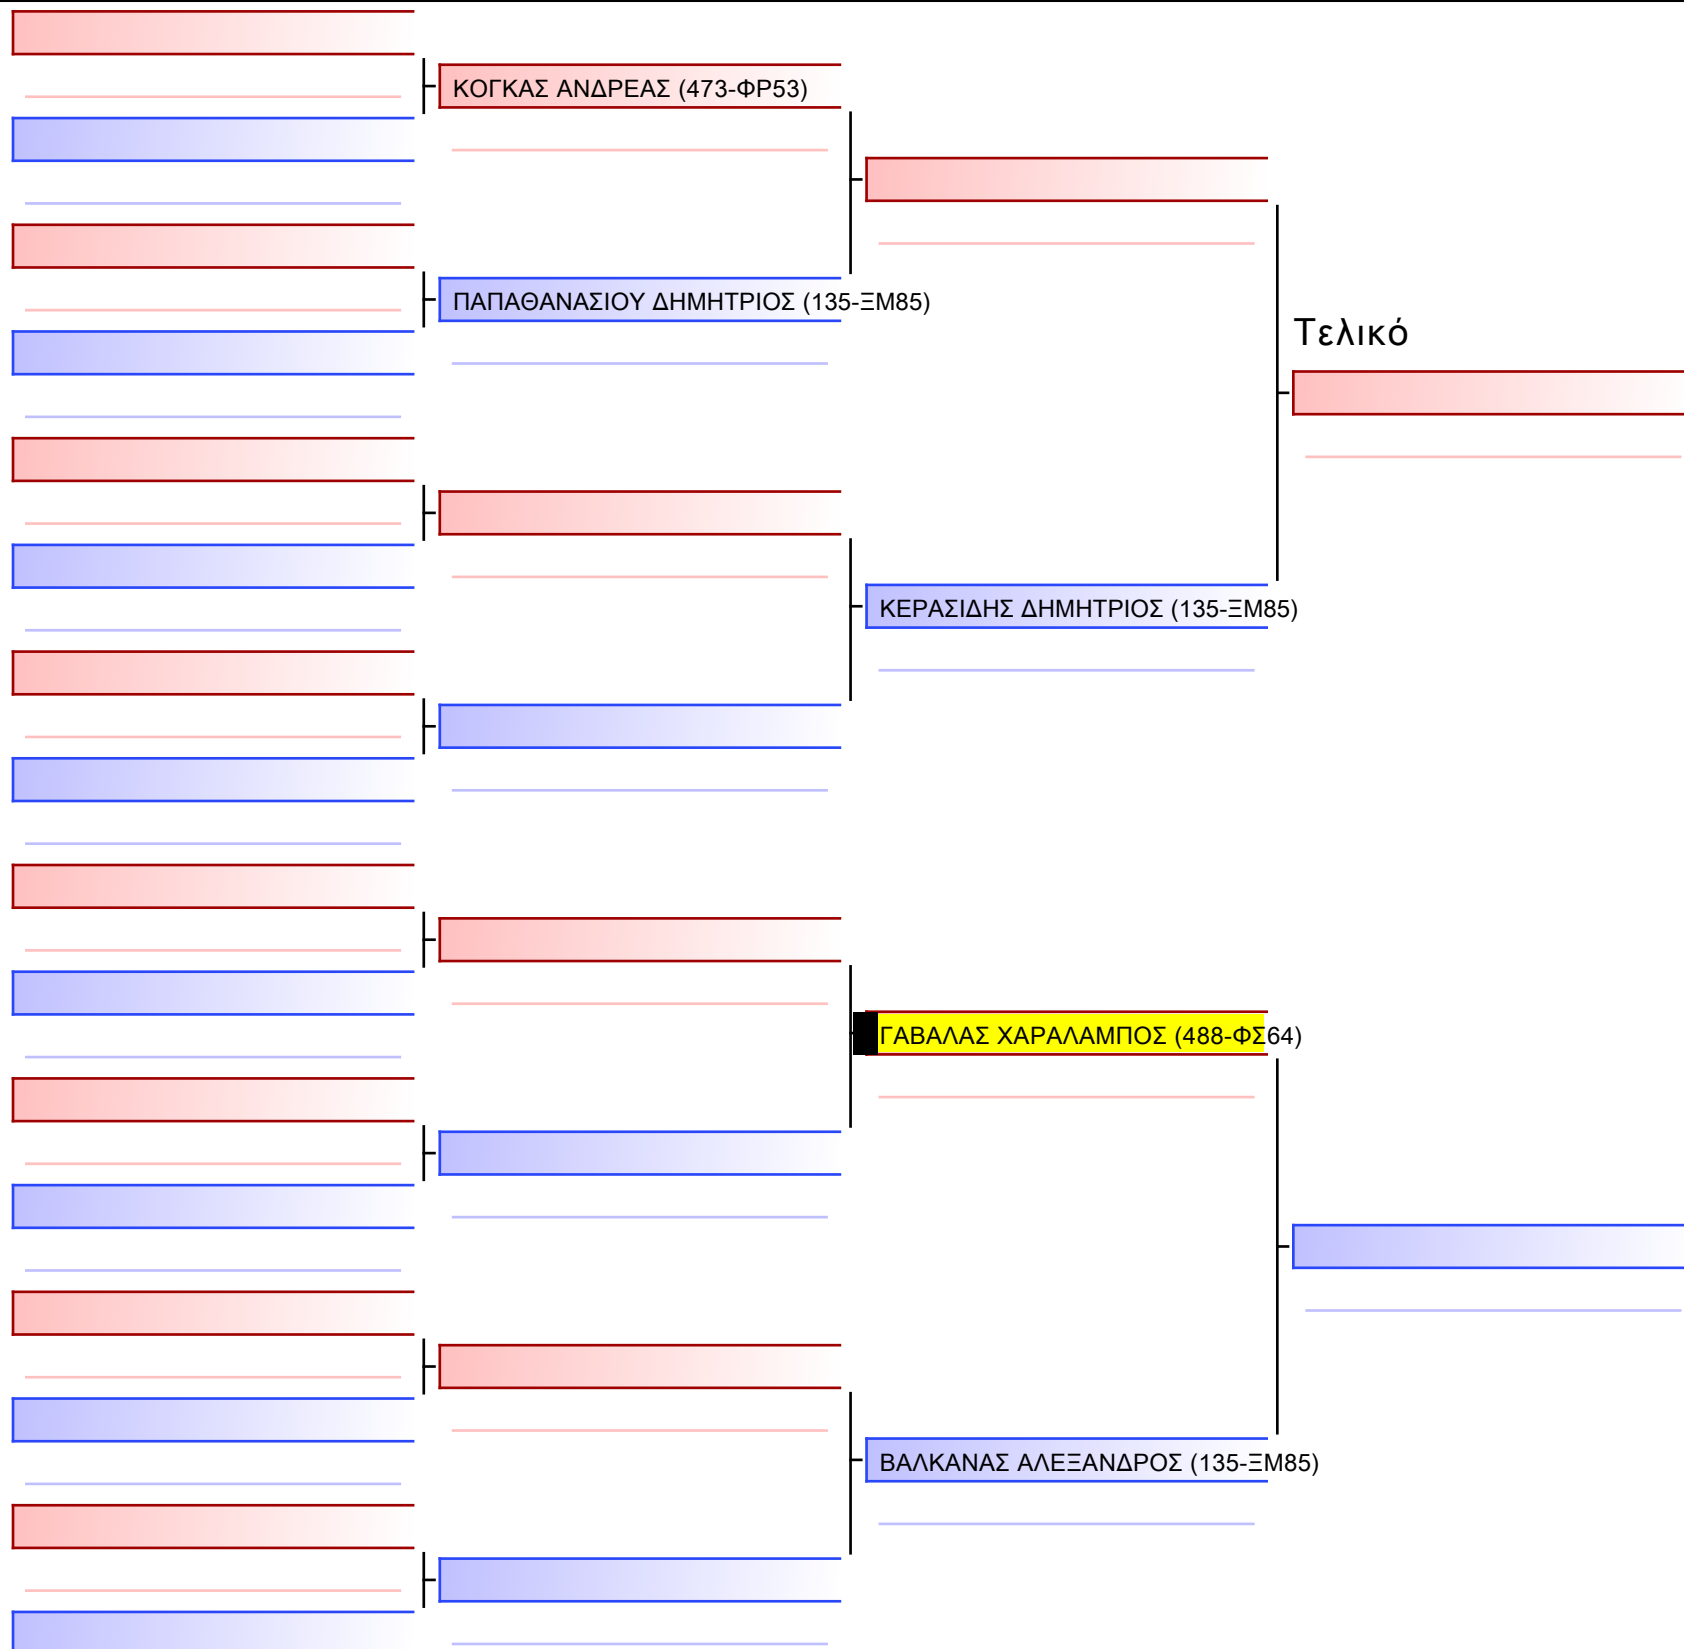 ΚΟΓΚΑΣ ΑΝΔΡΕΑΣ (473-ΦΡ53)
ΠΑΠΑΘΑΝΑΣΙΟΥ ΔΗΜΗΤΡΙΟΣ (135-ΞΜ85)
Τελικό
ΚΕΡΑΣΙΔΗΣ ΔΗΜΗΤΡΙΟΣ (135-ΞΜ85)
ΓΑΒΑΛΑΣ ΧΑΡΑΛΑΜΠΟΣ (488-ΦΣ64)
ΒΑΛΚΑΝΑΣ ΑΛΕΞΑΝΔΡΟΣ (135-ΞΜ85)